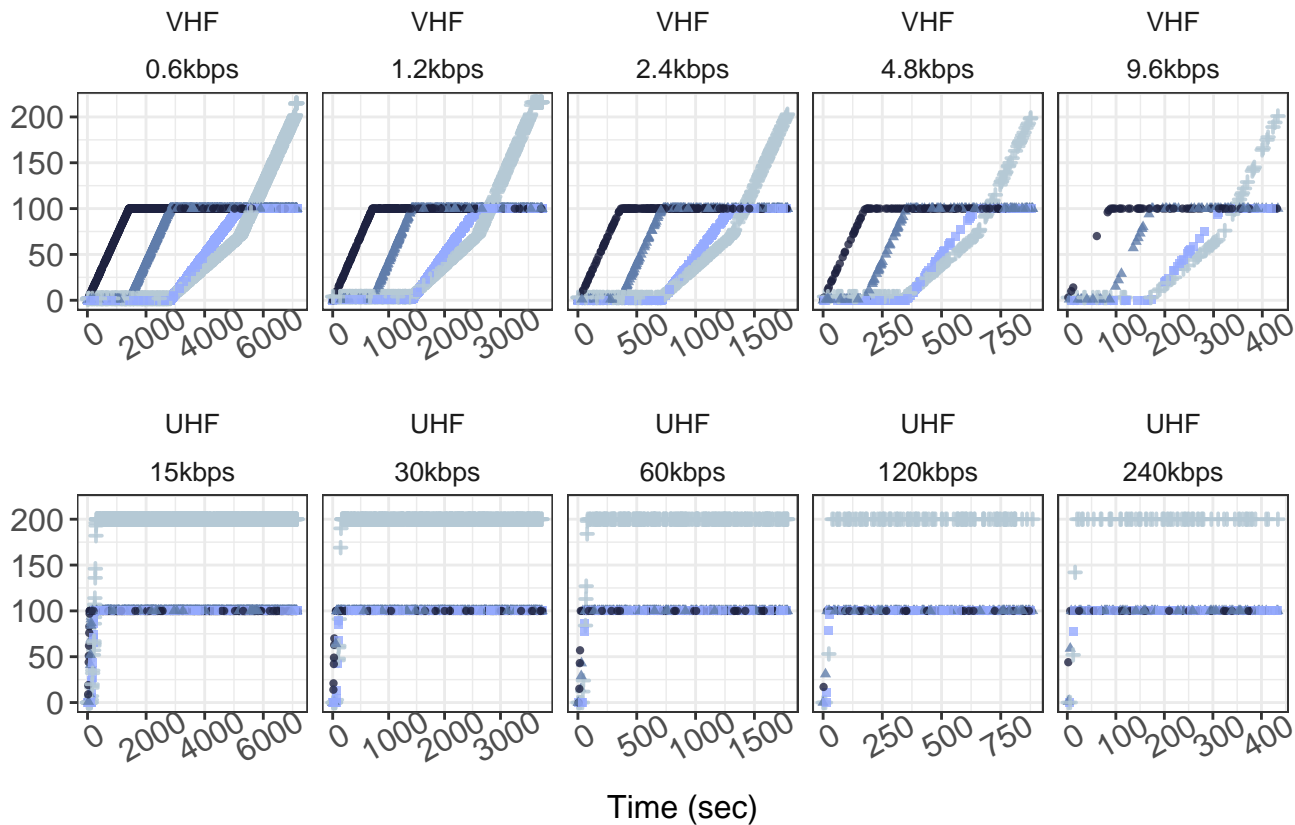 VHF VHF VHF VHF VHF
0.6kbps 1.2kbps 2.4kbps 4.8kbps 9.6kbps
200
150
100
50
0
0 2000 4000 6000 0 1000 2000 3000 0 500 1000 1500 0 250 500 750 0 100 200 300 400
UHF UHF UHF UHF UHF
15kbps 30kbps 60kbps 120kbps 240kbps
200
150
100
50
0
0 2000 4000 6000 0 1000 2000 3000 0 500 1000 1500 0 250 500 750 0 100 200 300 400
Time (sec)